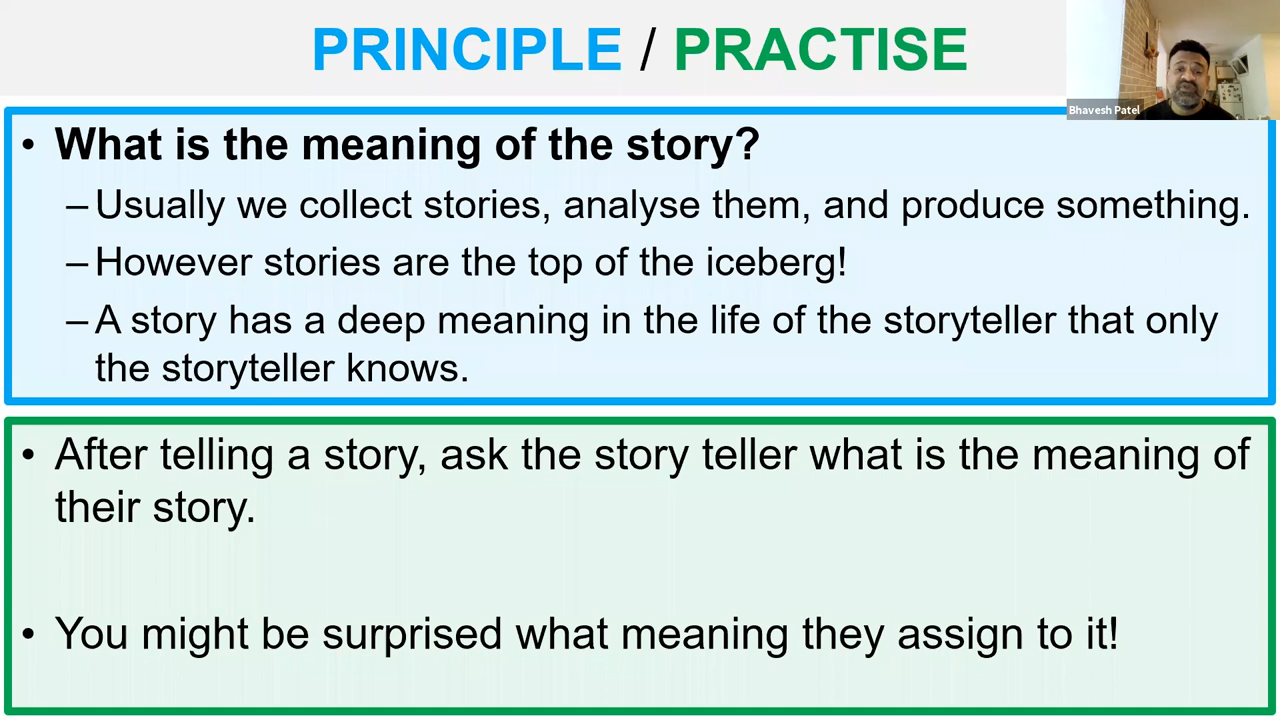 PRINCIPLE / PRACTISE
Bhavesh Patel
• What is the meaning of the story?
– Usually we collect stories, analyse them, and produce something.
– However stories are the top of the iceberg!
– A story has a deep meaning in the life of the storyteller that only
the storyteller knows.
• After telling a story, ask the story teller what is the meaning of
their story.
• You might be surprised what meaning they assign to it!